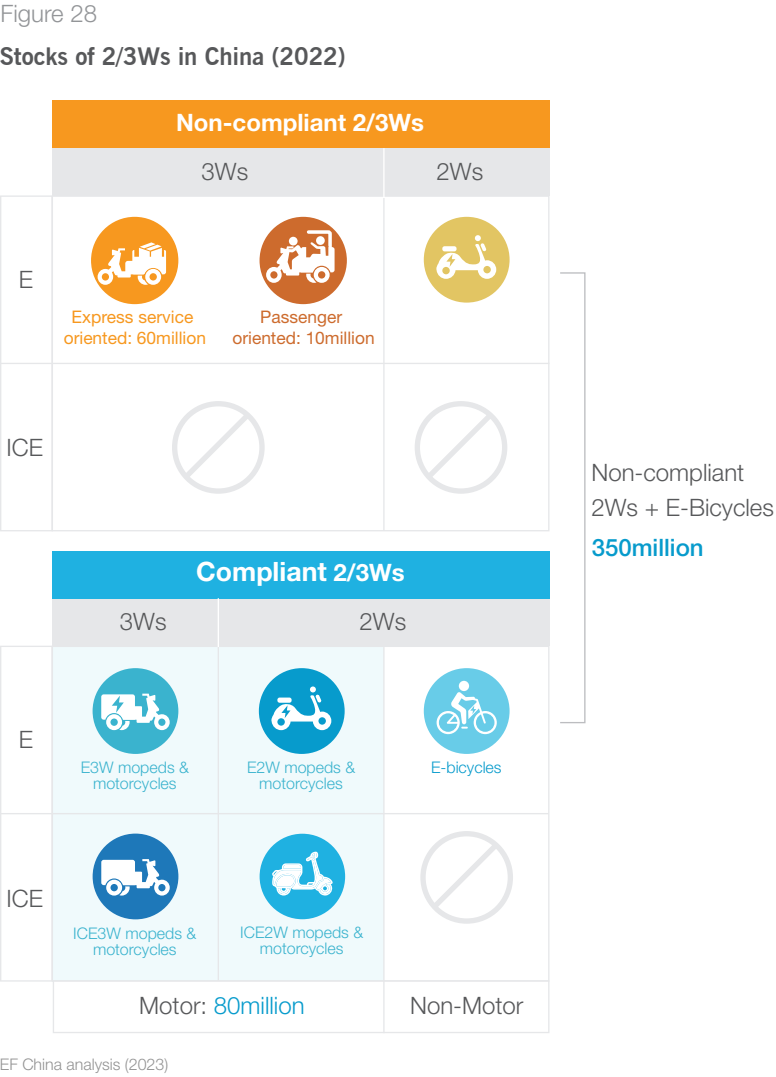 Figure 28
Stocks of 2/3Ws in China (2022)
Non-compliant 2/3Ws
3Ws
2Ws
E
Express service
oriented: 60million
Passenger
oriented: 10million
ICE
Non-compliant
2Ws + E-Bicycles
350million
Compliant 2/3Ws
3Ws
2Ws
E
E3W mopeds &
motorcycles
E2W mopeds &
motorcycles
E-bicycles
ICE
ICE3W mopeds &
motorcycles
ICE2W mopeds &
motorcycles
Motor: 80million
Non-Motor
EF China analysis (2023)